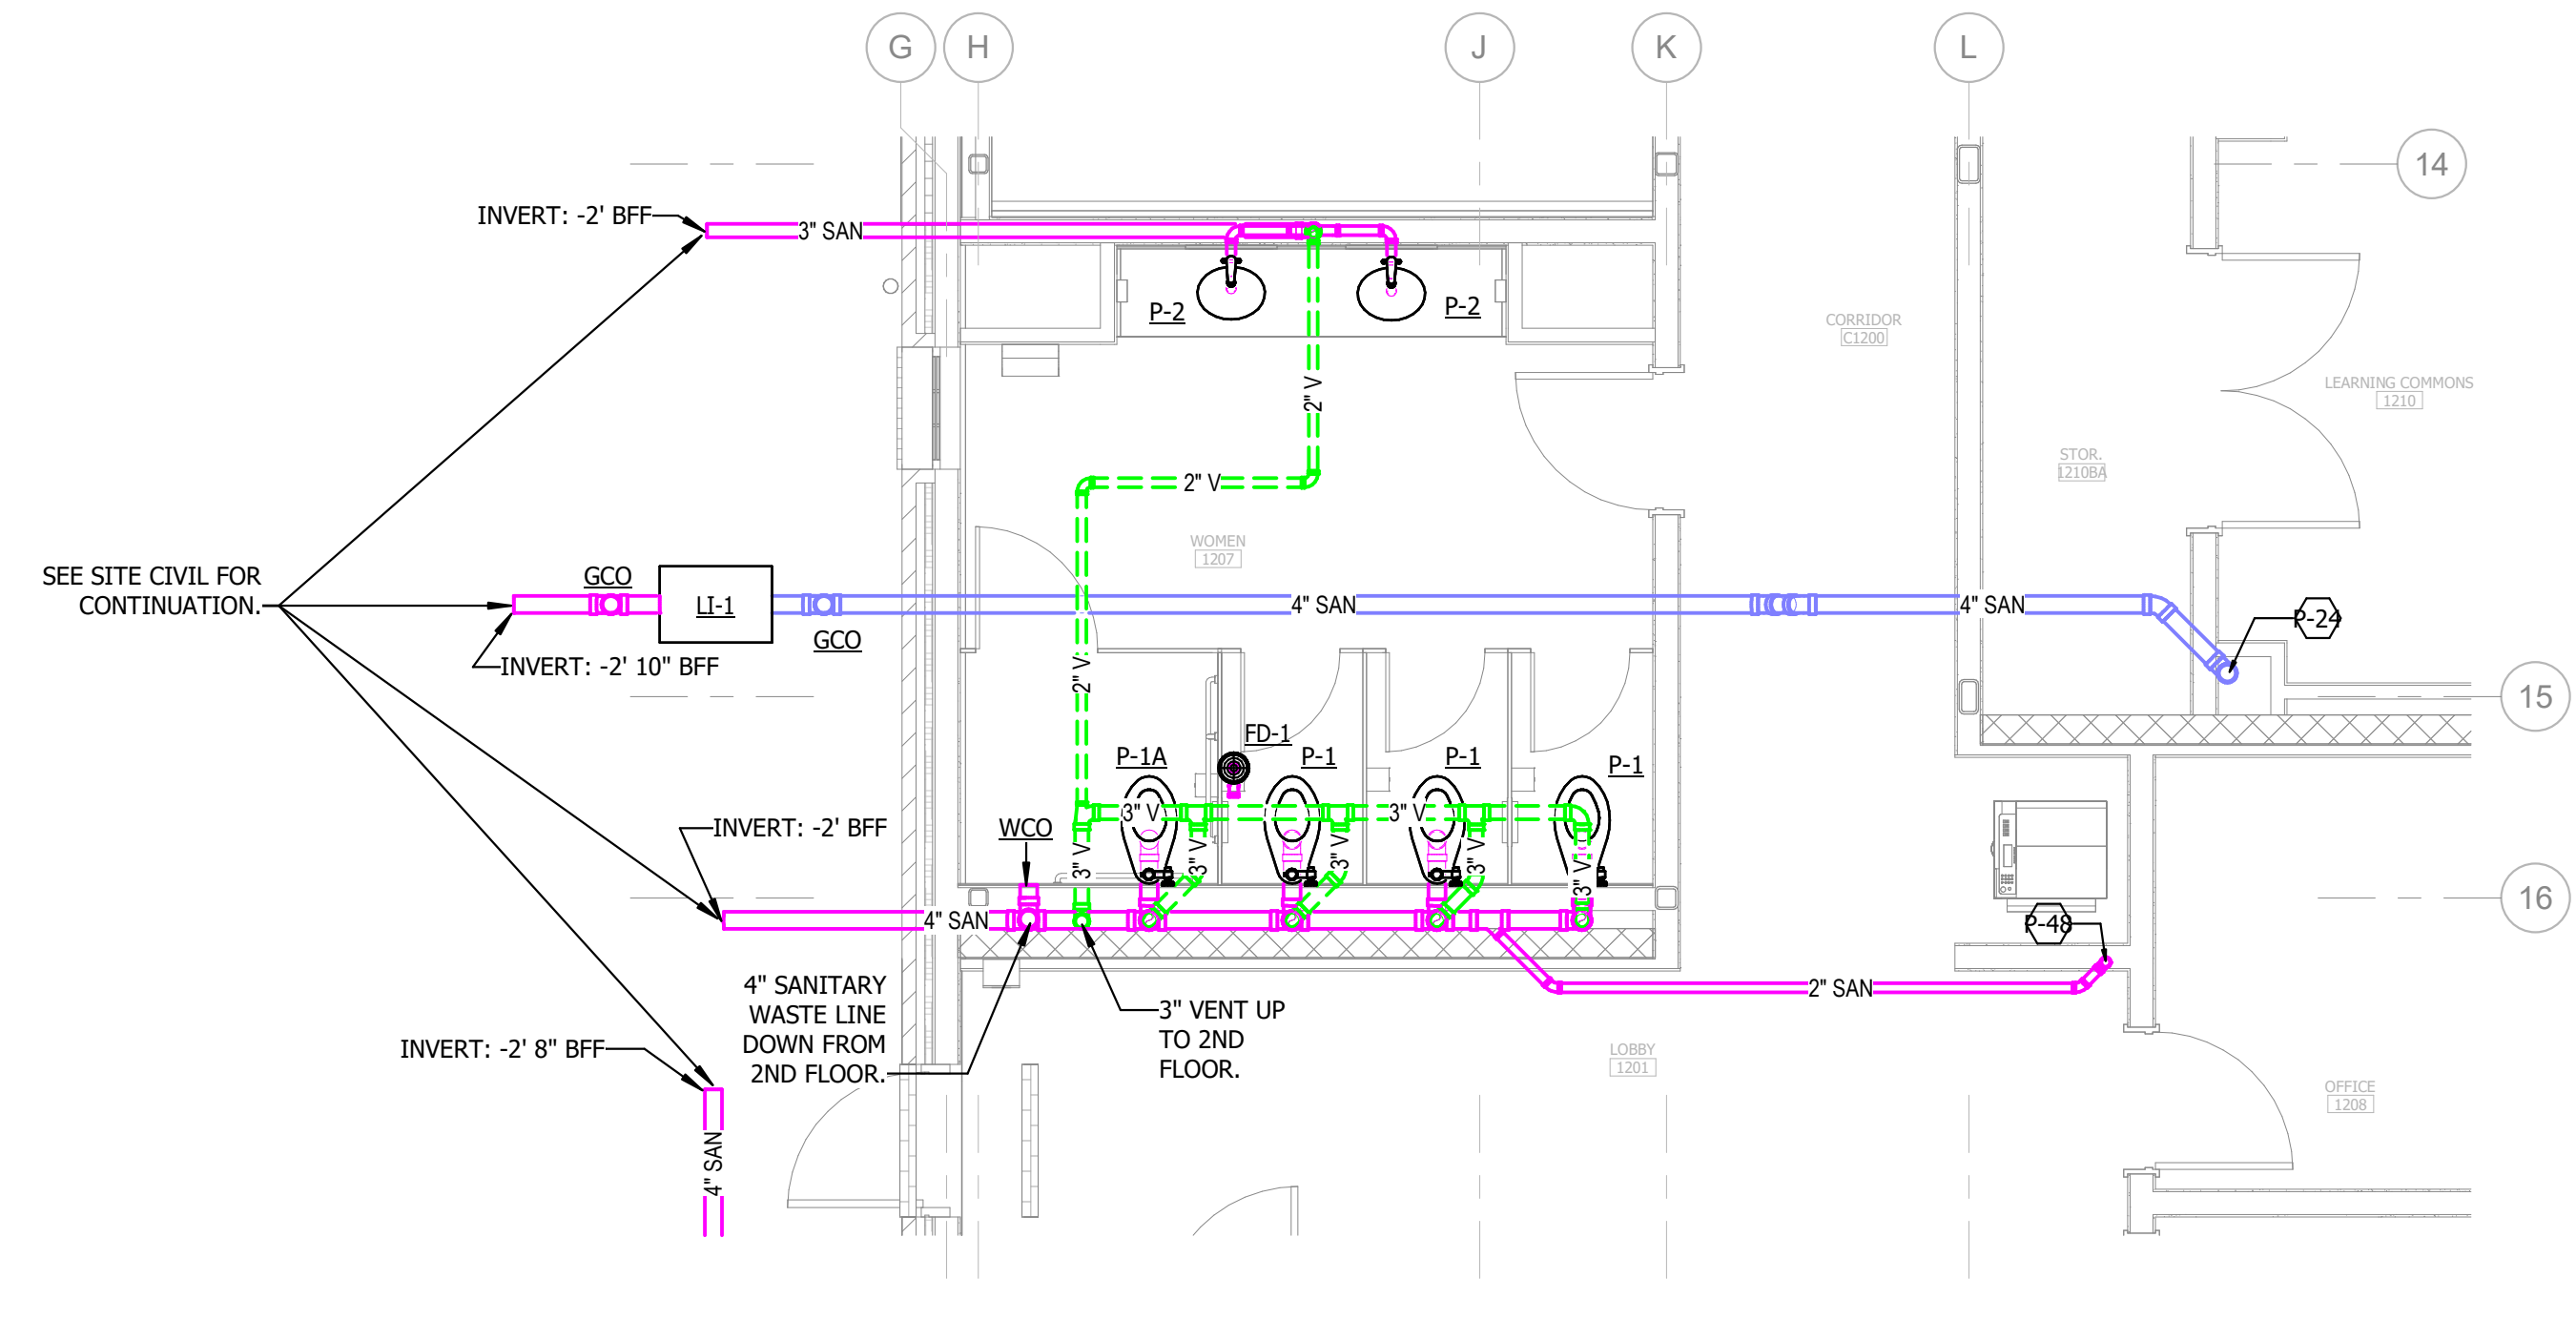 G
H
J
K
L
14
INVERT: -2' BFF
3" SAN
P-2
P-2
CORRIDOR
C1200
LEARNING COMMONS
1210
2" V
STOR.
1210BA
2" V
WOMEN
1207
SEE SITE CIVIL FOR
CONTINUATION.
GCO
LI-1
GCO
4" SAN
4" SAN
P-24
INVERT: -2' 10" BFF
2" V
15
FD-1
P-1A
P-1
P-1
P-1
3" V
3" V
INVERT: -2' BFF
WCO
3" V
3" V
3" V
3" V
3" V
16
4" SAN
P-48
4" SANITARY
WASTE LINE
DOWN FROM
2ND FLOOR.
3" VENT UP
TO 2ND
FLOOR.
2" SAN
INVERT: -2' 8" BFF
LOBBY
1201
OFFICE
1208
4" SAN